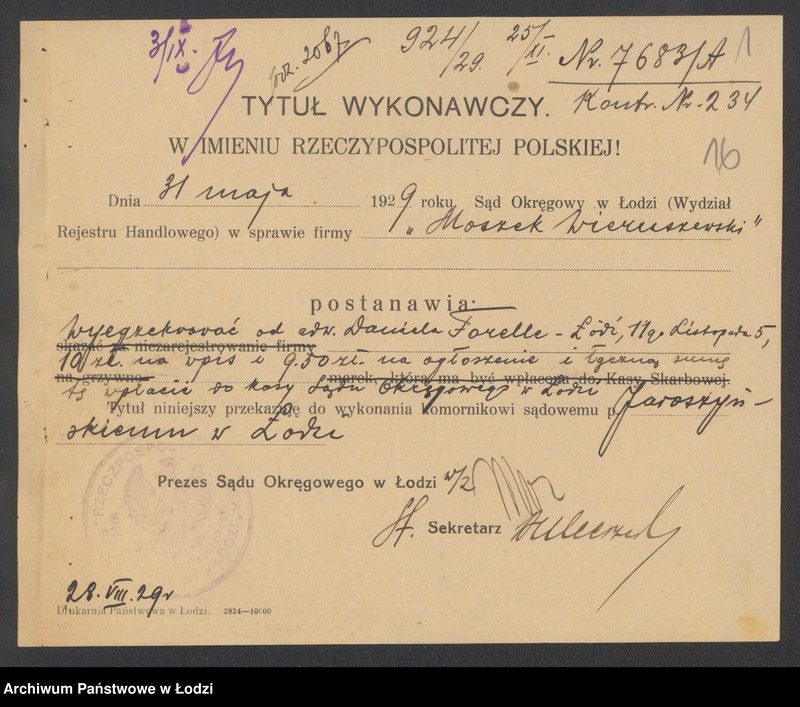 3/IX.
924/29. 25/XI. Nr. 7683/A 1
Kontr. Nr. 234
TYTUŁ WYKONAWCZY.
W IMIENIU RZECZYPOSPOLITEJ POLSKIEJ!
16
Dnia 31 maja 1929 roku Sąd Okręgowy w Łodzi (Wydział
Rejestru Handlowego) w sprawie firmy „Moszek Wieruszewski"
postanawia:
Wyegzekwować od adw. Daniela Forelle - Łódź, 11go Listopada 5,
skazać za niezarejestrowanie firmy
10 zł. na wpis i 9.50 zł. na ogłoszenie i łączną sumę
na grzywnę marek, która ma być wpłacona do Kasy Skarbowej.
tę wpłacić do kasy Sądu Okręgowego w Łodzi
Tytuł niniejszy przekazuję do wykonania komornikowi sądowemu p. Jaroszyń-
skiemu w Łodzi
Prezes Sądu Okręgowego w Łodzi w/z
St. Sekretarz
28.VIII.29r
Drukarnia Państwowa w Łodzi. 2824—10000
Archiwum Państwowe w Łodzi